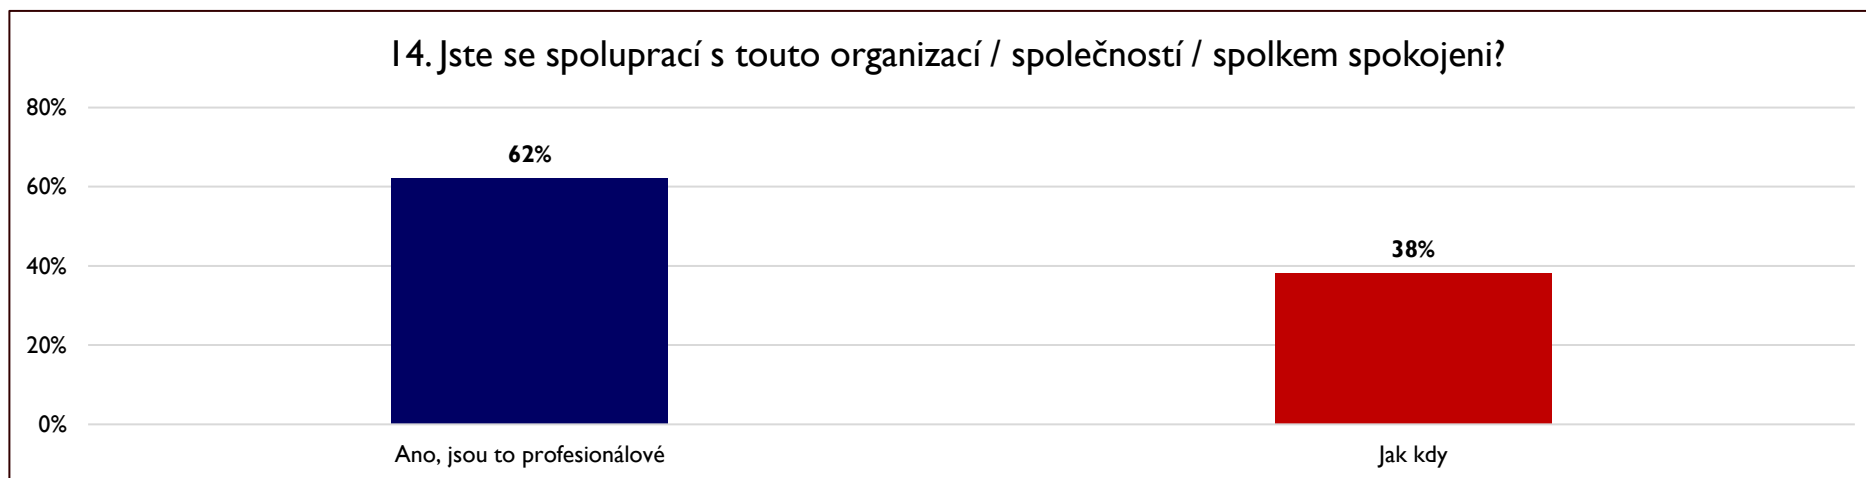 14. Jste se spoluprací s touto organizací / společností / spolkem spokojeni?
80%
62%
60%
40%
38%
20%
0%
Ano, jsou to profesionálové
Jak kdy